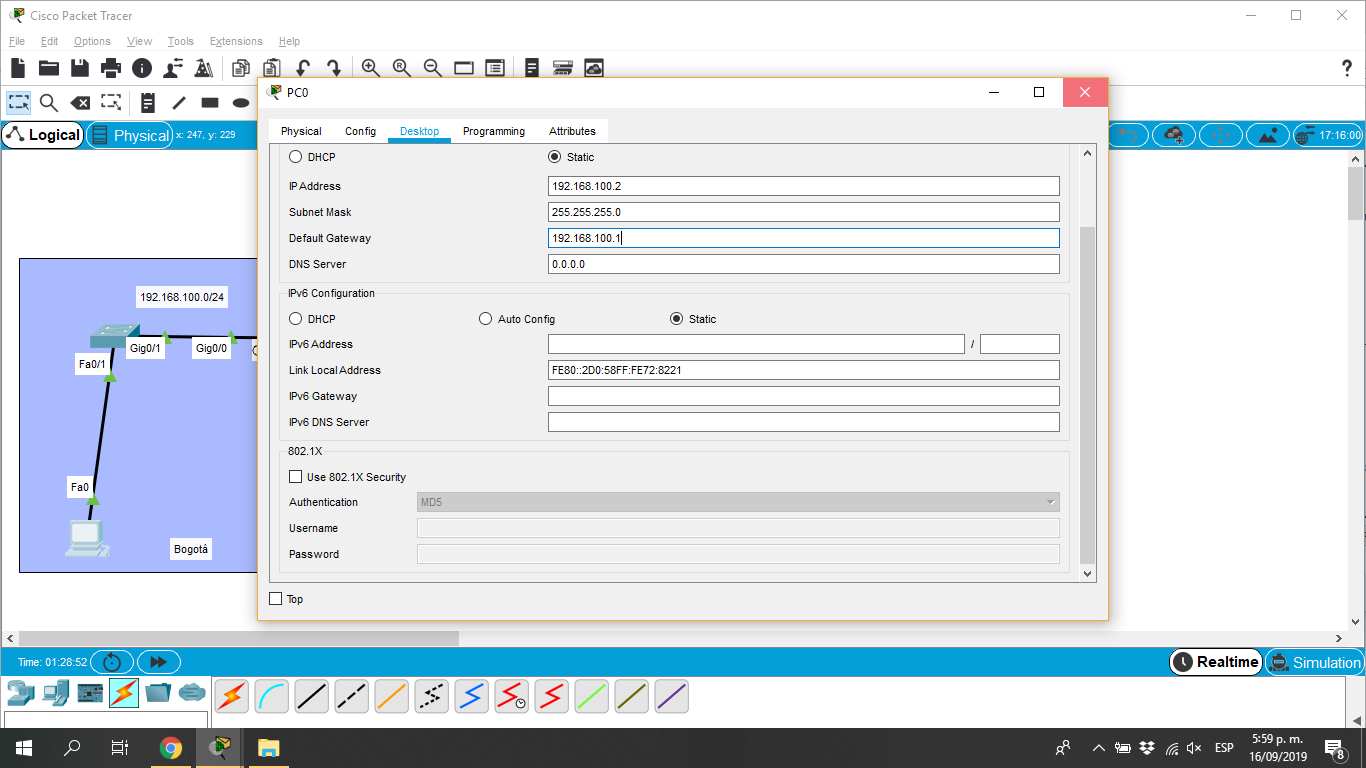 Cisco Packet Tracer
File Edit Options View Tools Extensions Help
?
PC0
Logical Physical x: 247, y: 229 17:16:00
Physical Config Desktop Programming Attributes
DHCP Static
IP Address 192.168.100.2
Subnet Mask 255.255.255.0
Default Gateway 192.168.100.1
DNS Server 0.0.0.0
IPv6 Configuration
DHCP Auto Config Static
IPv6 Address /
Link Local Address FE80::2D0:58FF:FE72:8221
IPv6 Gateway
IPv6 DNS Server
802.1X
Use 802.1X Security
Authentication MD5
Username
Password
Top
192.168.100.0/24
Gig0/1 Gig0/0
Fa0/1
Fa0
Bogotá
Time: 01:28:52 Realtime Simulation
ESP 5:59 p. m.
16/09/2019 8